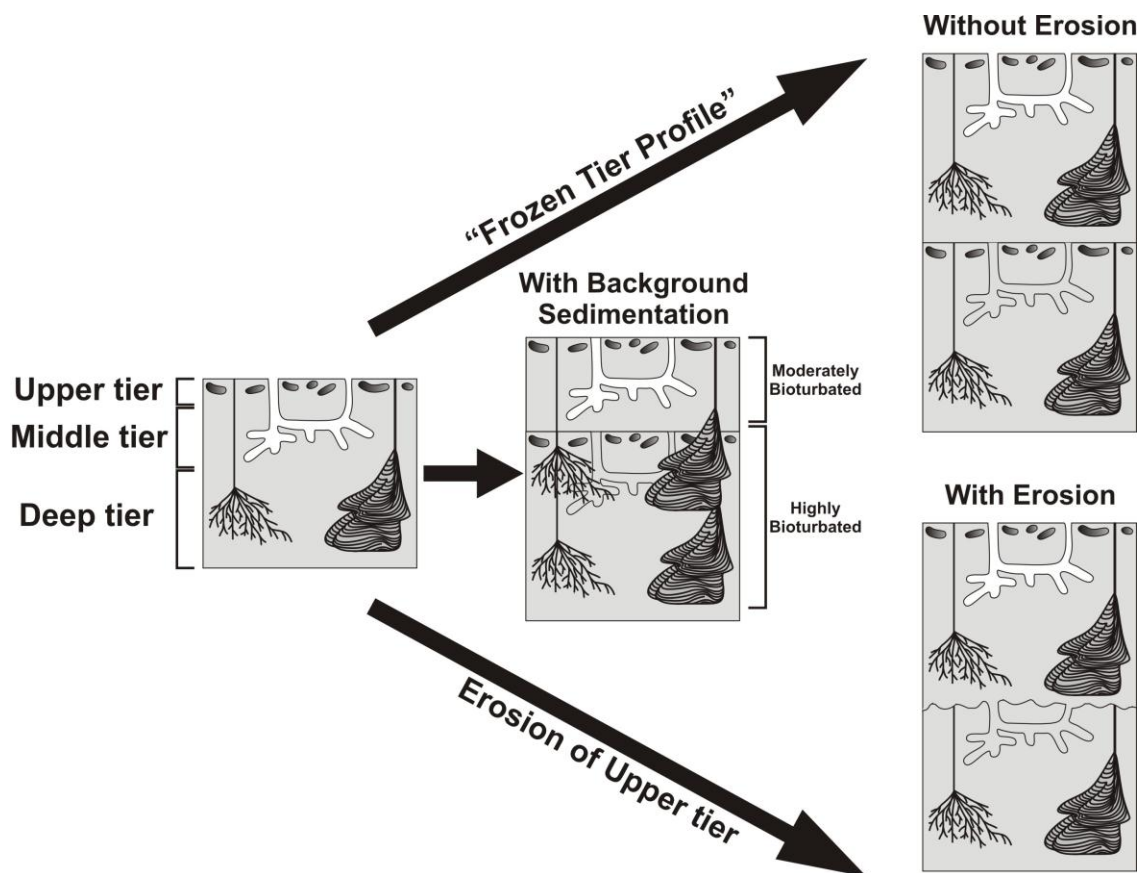 Without Erosion
“Frozen Tier Profile”
With Background
Sedimentation
Upper tier
Middle tier
Deep tier
Moderately
Bioturbated
Highly
Bioturbated
With Erosion
Erosion of Upper tier